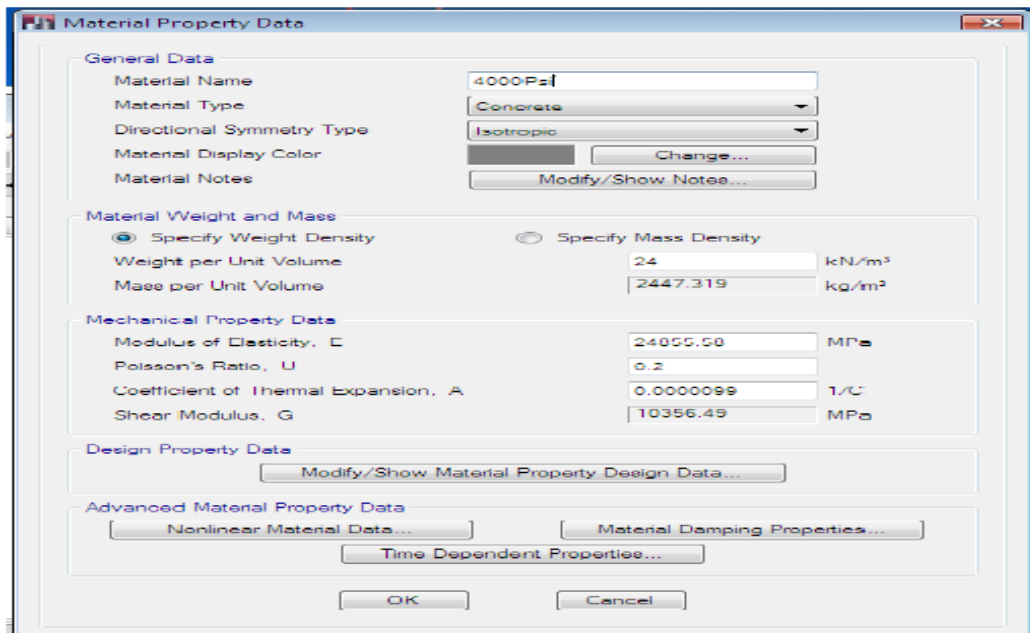 Material Property Data
General Data
Material Name 4000Psi
Material Type Concrete
Directional Symmetry Type Isotropic
Material Display Color Change...
Material Notes Modify/Show Notes...
Material Weight and Mass
Specify Weight Density Specify Mass Density
Weight per Unit Volume 24 kN/m³
Mass per Unit Volume 2447.319 kg/m³
Mechanical Property Data
Modulus of Elasticity, E 24855.58 MPa
Poisson's Ratio, U 0.2
Coefficient of Thermal Expansion, A 0.0000099 1/C
Shear Modulus, G 10356.49 MPa
Design Property Data
Modify/Show Material Property Design Data...
Advanced Material Property Data
Nonlinear Material Data... Material Damping Properties...
Time Dependent Properties...
OK Cancel